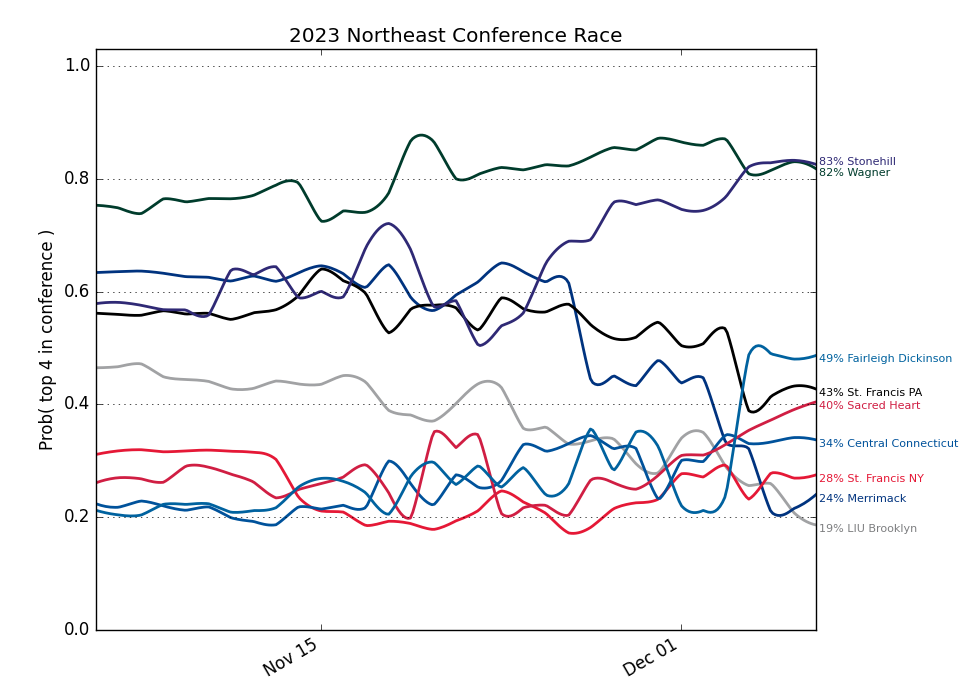 2023 Northeast Conference Race
1.0
0.8
0.6
0.4
0.2
0.0
Prob( top 4 in conference )
Nov 15
Dec 01
83% Stonehill
82% Wagner
49% Fairleigh Dickinson
43% St. Francis PA
40% Sacred Heart
34% Central Connecticut
28% St. Francis NY
24% Merrimack
19% LIU Brooklyn